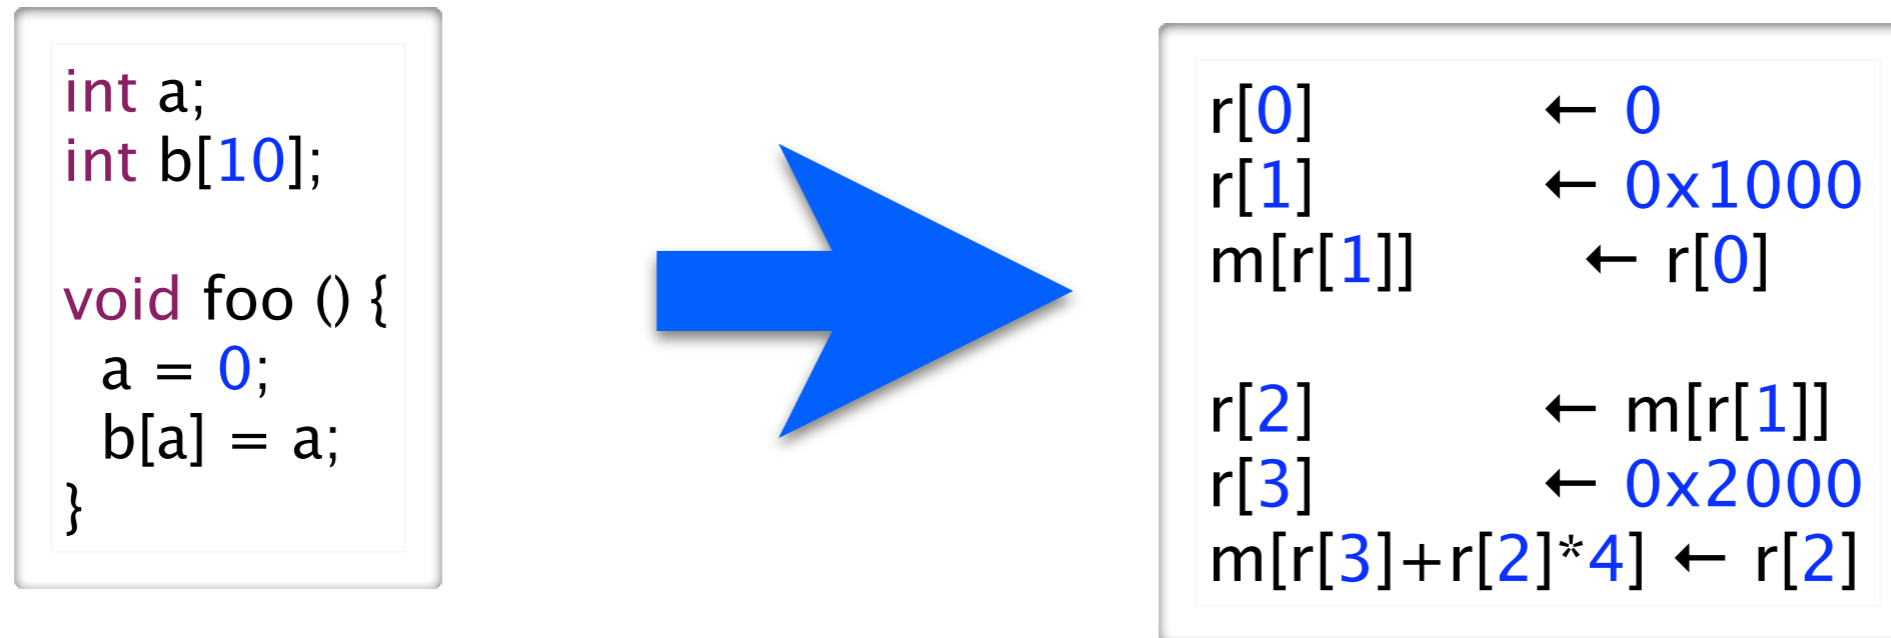 int a;
int b[10];
void foo () {
a = 0;
b[a] = a;
}
r[0] ← 0
r[1] ← 0x1000
m[r[1]] ← r[0]
r[2] ← m[r[1]]
r[3] ← 0x2000
m[r[3]+r[2]*4] ← r[2]